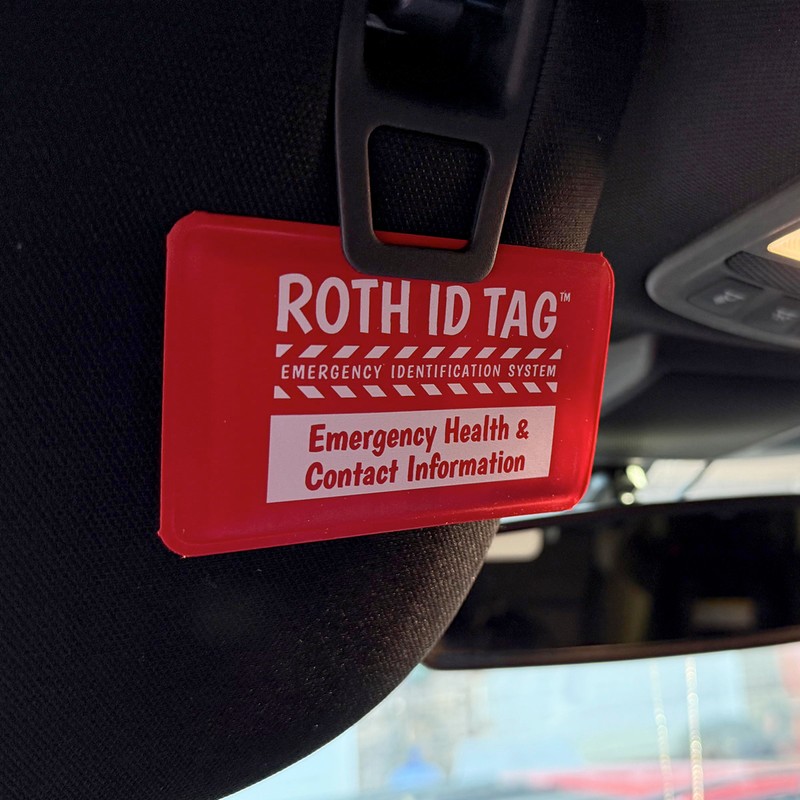 ROTH ID TAG™
EMERGENCY IDENTIFICATION SYSTEM
Emergency Health &
Contact Information